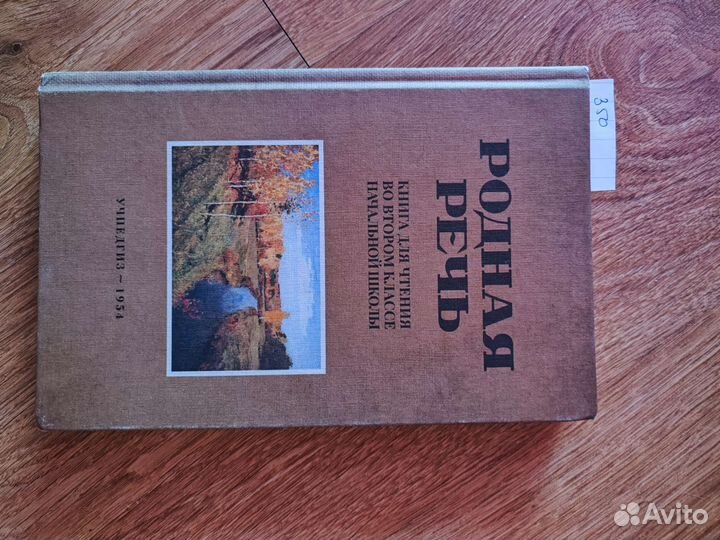 РОДНАЯ
РЕЧЬ
КНИГА ДЛЯ ЧТЕНИЯ
ВО ВТОРОМ КЛАССЕ
НАЧАЛЬНОЙ ШКОЛЫ
УЧПЕДГИЗ ~ 1954
350
Avito